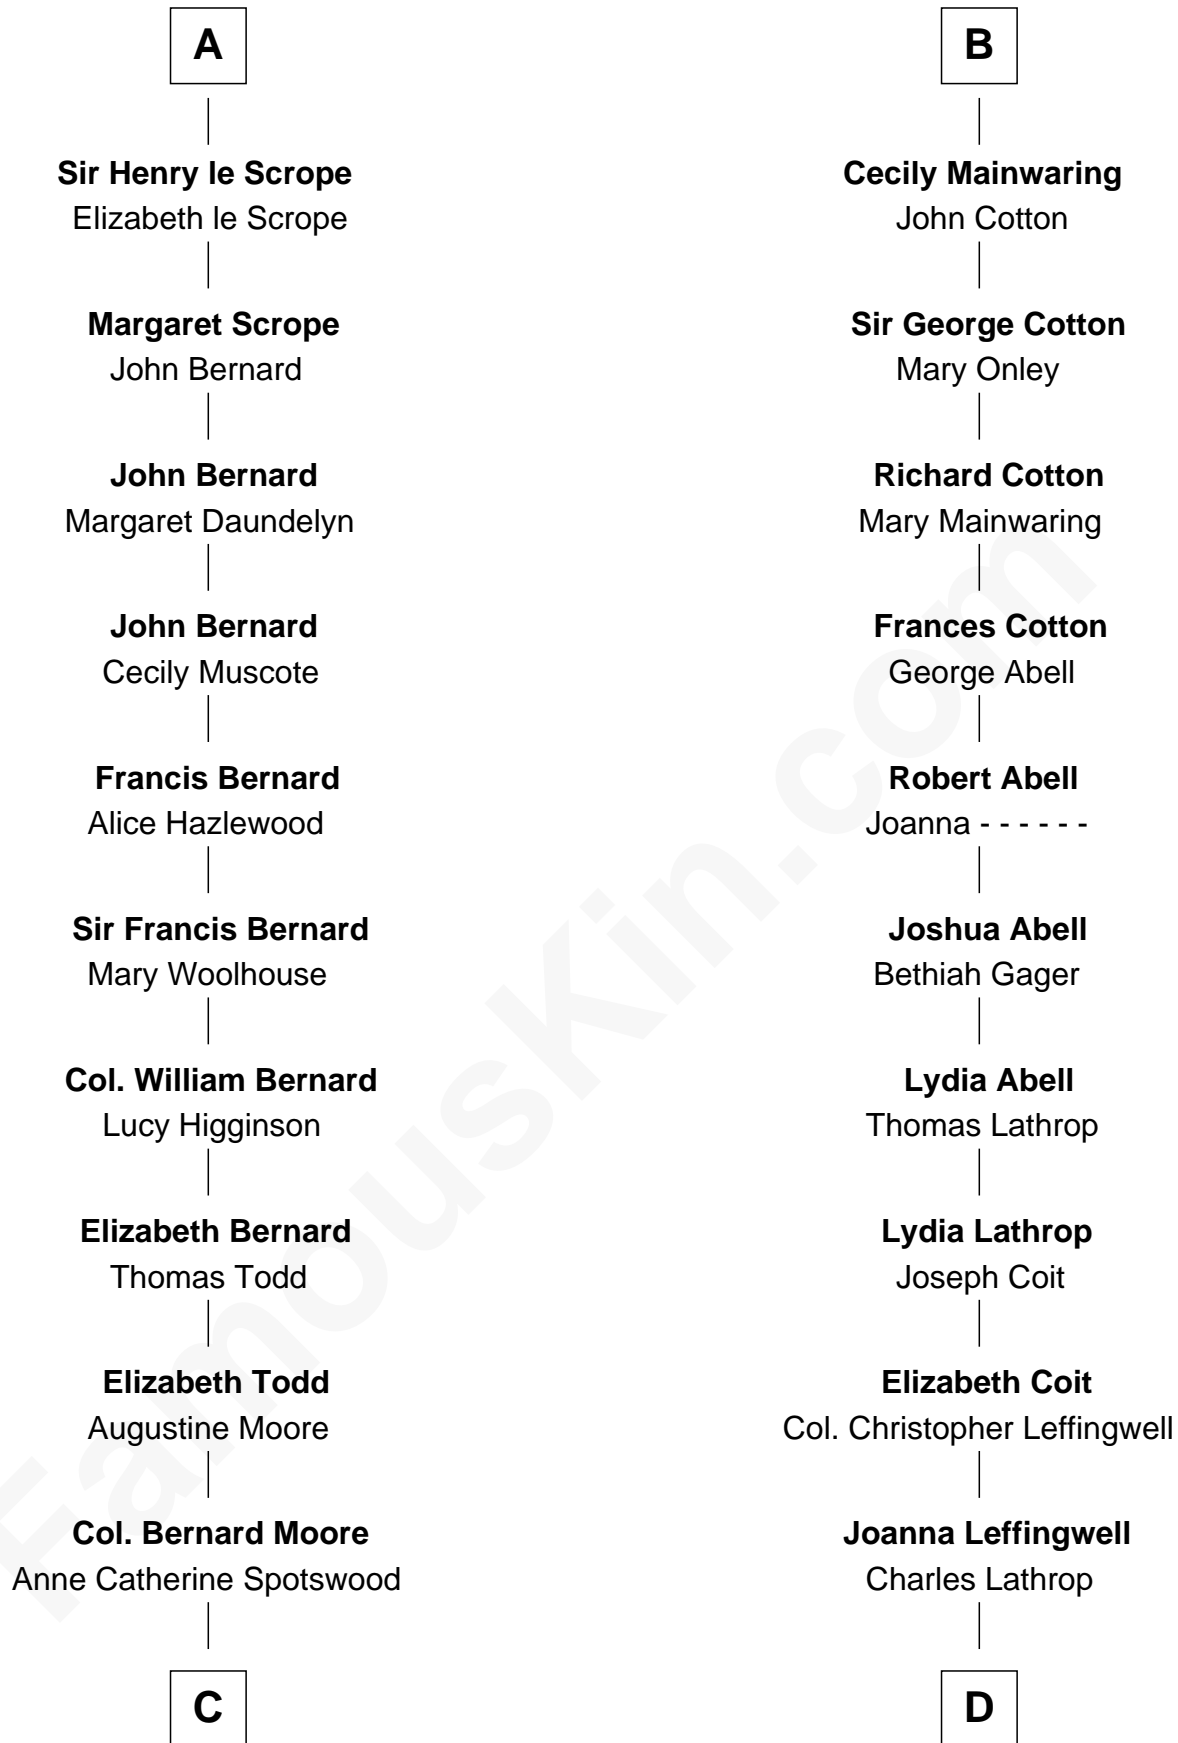 A
Sir Henry le Scrope
Elizabeth le Scrope
Margaret Scrope
John Bernard
John Bernard
Margaret Daundelyn
John Bernard
Cecily Muscote
Francis Bernard
Alice Hazlewood
Sir Francis Bernard
Mary Woolhouse
Col. William Bernard
Lucy Higginson
Elizabeth Bernard
Thomas Todd
Elizabeth Todd
Augustine Moore
Col. Bernard Moore
Anne Catherine Spotswood
C
B
Cecily Mainwaring
John Cotton
Sir George Cotton
Mary Onley
Richard Cotton
Mary Mainwaring
Frances Cotton
George Abell
Robert Abell
Joanna - - - - - -
Joshua Abell
Bethiah Gager
Lydia Abell
Thomas Lathrop
Lydia Lathrop
Joseph Coit
Elizabeth Coit
Col. Christopher Leffingwell
Joanna Leffingwell
Charles Lathrop
D
FamousKin.com